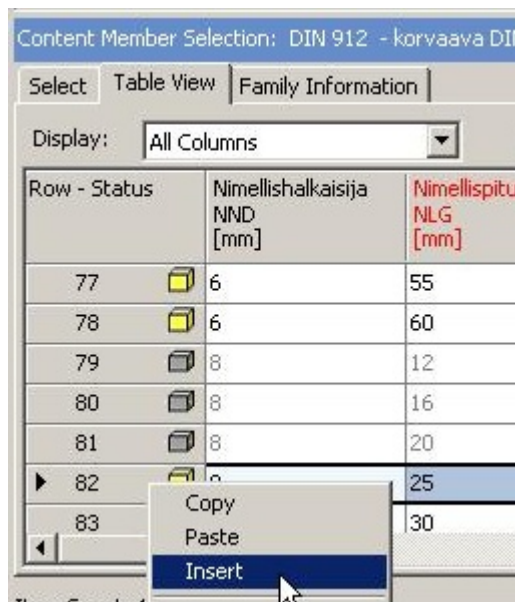 Content Member Selection: DIN 912 - korvaava DI
Select Table View Family Information
Display: All Columns
Row - Status Nimellishalkaisija Nimellispitu
NND NLG
[mm] [mm]
77 6 55
78 6 60
79 8 12
80 8 16
81 8 20
82 25
83 30
Copy
Paste
Insert